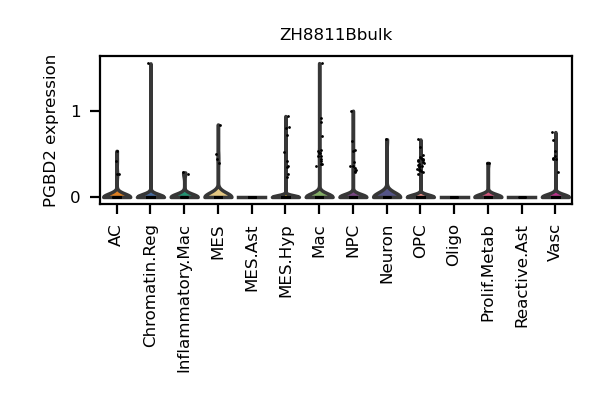 ZH8811Bbulk
PGBD2 expression
1
0
AC
Chromatin.Reg
Inflammatory.Mac
MES
MES.Ast
MES.Hyp
Mac
NPC
Neuron
OPC
Oligo
Prolif.Metab
Reactive.Ast
Vasc